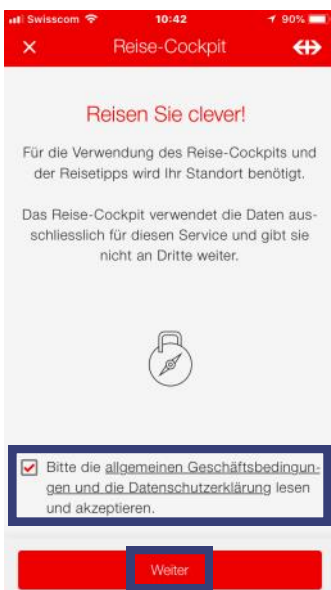 Swisscom 10:42 90%
Reise-Cockpit
Reisen Sie clever!
Für die Verwendung des Reise-Cockpits und
der Reisetipps wird Ihr Standort benötigt.
Das Reise-Cockpit verwendet die Daten aus-
schliesslich für diesen Service und gibt sie
nicht an Dritte weiter.
Bitte die allgemeinen Geschäftsbedingun-
gen und die Datenschutzerklärung lesen
und akzeptieren.
Weiter